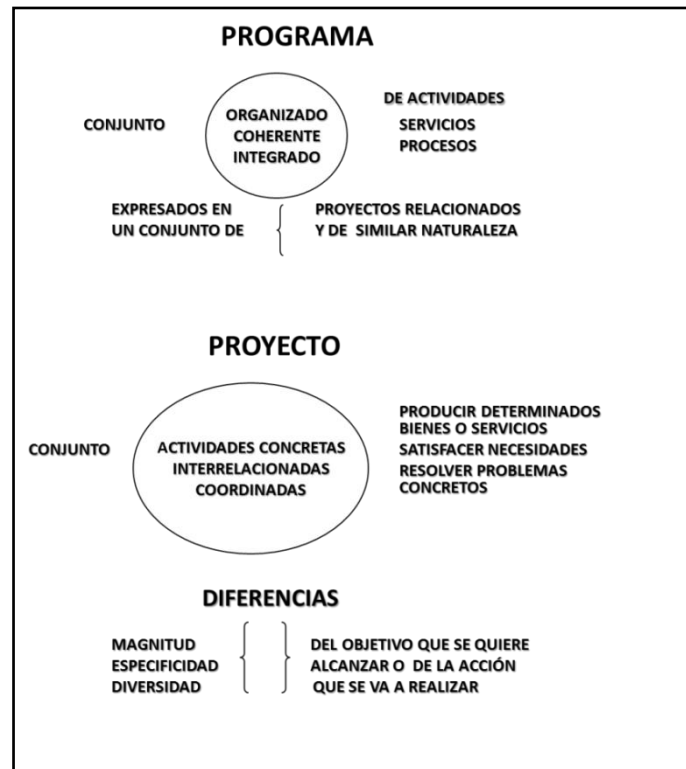 PROGRAMA
CONJUNTO
ORGANIZADO
COHERENTE
INTEGRADO
DE ACTIVIDADES
SERVICIOS
PROCESOS
EXPRESADOS EN
UN CONJUNTO DE
PROYECTOS RELACIONADOS
Y DE SIMILAR NATURALEZA
PROYECTO
CONJUNTO
ACTIVIDADES CONCRETAS
INTERRELACIONADAS
COORDINADAS
PRODUCIR DETERMINADOS
BIENES O SERVICIOS
SATISFACER NECESIDADES
RESOLVER PROBLEMAS
CONCRETOS
DIFERENCIAS
MAGNITUD
ESPECIFICIDAD
DIVERSIDAD
DEL OBJETIVO QUE SE QUIERE
ALCANZAR O DE LA ACCIÓN
QUE SE VA A REALIZAR